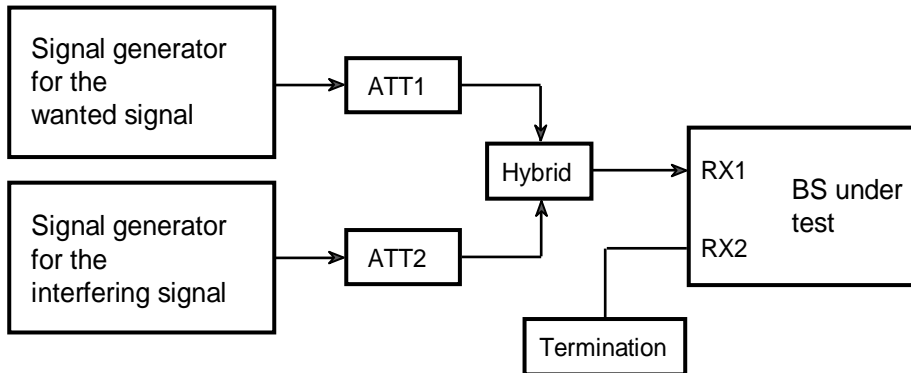 Signal generator
for the
wanted signal
ATT1
Hybrid
Signal generator
for the
interfering signal
ATT2
RX1
RX2
BS under
test
Termination